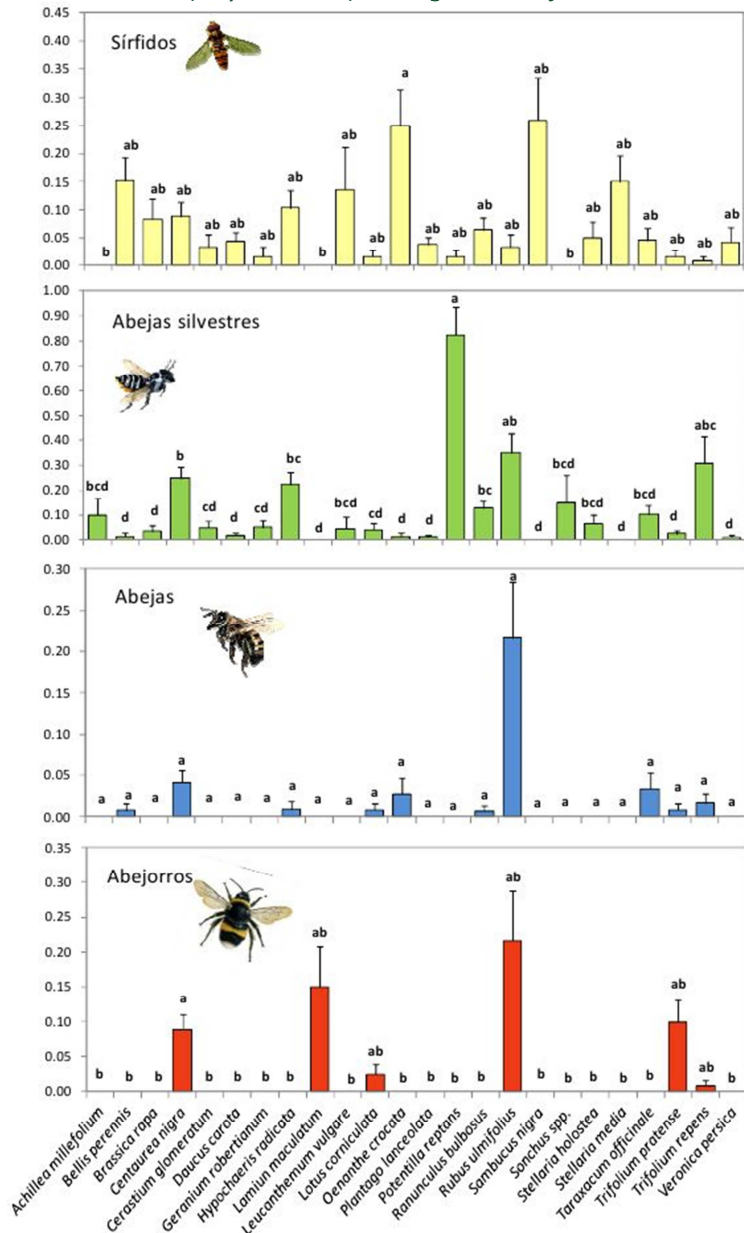 Sírfidos
0.45
0.40
0.35
0.30
0.25
0.20
0.15
0.10
0.05
0.00
b ab ab ab ab ab ab ab b ab ab a ab ab ab ab ab b ab ab ab ab ab ab
Abejas silvestres
1.00
0.90
0.80
0.70
0.60
0.50
0.40
0.30
0.20
0.10
0.00
bcd d d b cd d cd bc d bcd cd d d a bc ab d bcd bcd d bcd d abc d
Abejas
0.30
0.25
0.20
0.15
0.10
0.05
0.00
a a a a a a a a a a a a a a a a a a a a a a a a
Abejorros
0.35
0.30
0.25
0.20
0.15
0.10
0.05
0.00
b b b a b b b b ab b ab b b b b ab b b b b b ab ab b
Achillea millefolium
Bellis perennis
Brassica rapa
Centaurea nigra
Cerastium glomeratum
Daucus carota
Geranium robertianum
Hypochaeris radicata
Lamiun maculatum
Leucanthemum vulgare
Lotus corniculata
Oenanthe crocata
Plantago lanceolata
Potentilla reptans
Ranunculus bulbosus
Rubus ulmifolius
Sambucus nigra
Sonchus spp.
Stellaria holostea
Stellaria media
Taraxacum officinale
Trifolium pratense
Trifolium repens
Veronica persica